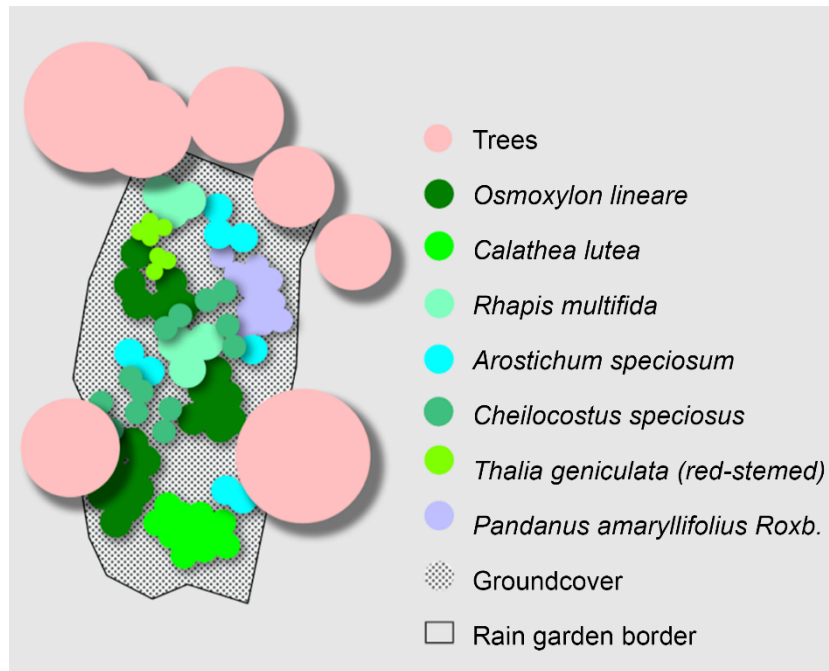 Trees
Osmoxylon lineare
Calathea lutea
Rhapis multifida
Arostichum speciosum
Cheilocostus speciosus
Thalia geniculata (red-stemmed)
Pandanus amaryllifolius Roxb.
Groundcover
Rain garden border